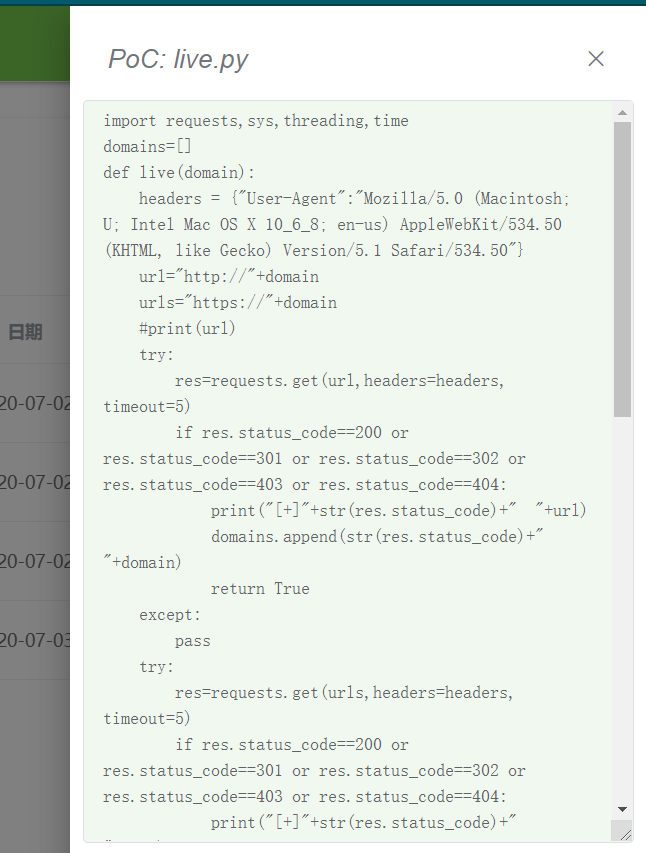 PoC: live.py
import requests,sys,threading,time
domains=[]
def live(domain):
    headers = {"User-Agent":"Mozilla/5.0 (Macintosh;
U; Intel Mac OS X 10_6_8; en-us) AppleWebKit/534.50
(KHTML, like Gecko) Version/5.1 Safari/534.50"}
    url="http://"+domain
    urls="https://"+domain
    #print(url)
    try:
        res=requests.get(url,headers=headers,
timeout=5)
        if res.status_code==200 or
res.status_code==301 or res.status_code==302 or
res.status_code==403 or res.status_code==404:
            print("[+]"+str(res.status_code)+"  "+url)
            domains.append(str(res.status_code)+"
"+domain)
            return True
    except:
        pass
    try:
        res=requests.get(urls,headers=headers,
timeout=5)
        if res.status_code==200 or
res.status_code==301 or res.status_code==302 or
res.status_code==403 or res.status_code==404:
            print("[+]"+str(res.status_code)+"
日期
20-07-02
20-07-02
20-07-02
20-07-03